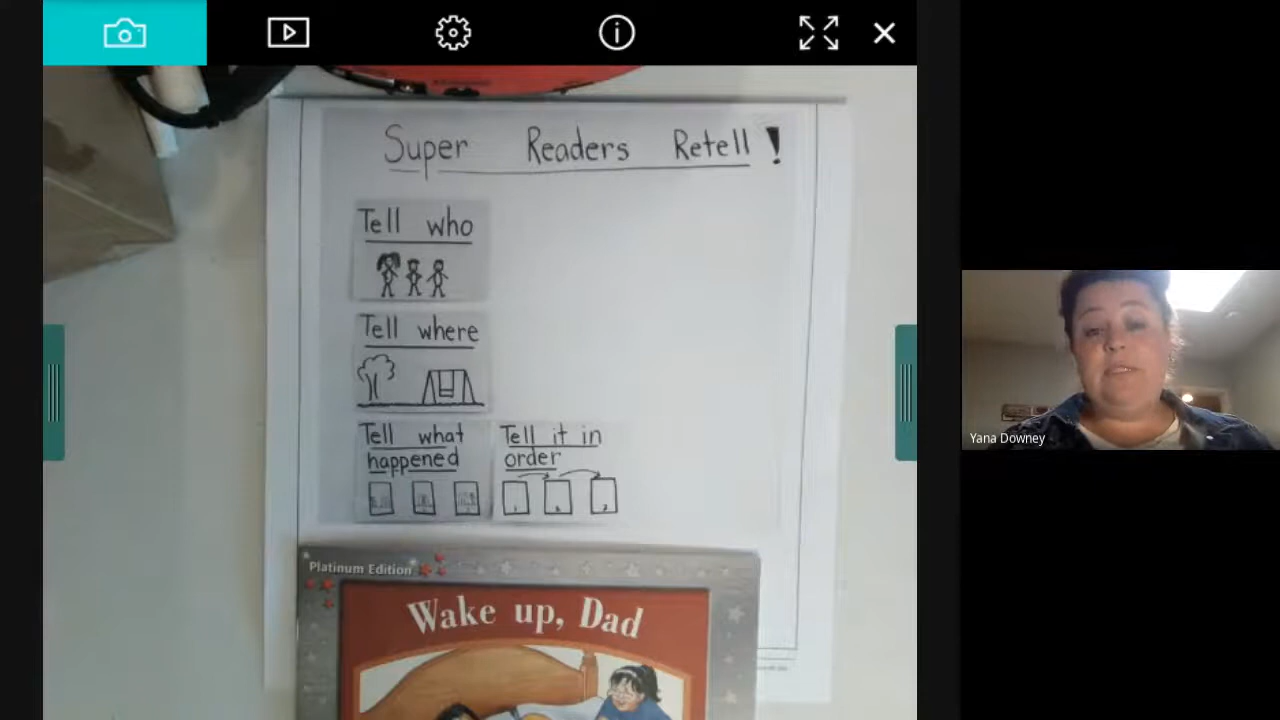 Super Readers Retell!
Tell who
Tell where
Tell what
happened
Tell it in
order
Platinum Edition
Wake up, Dad
Yana Downey